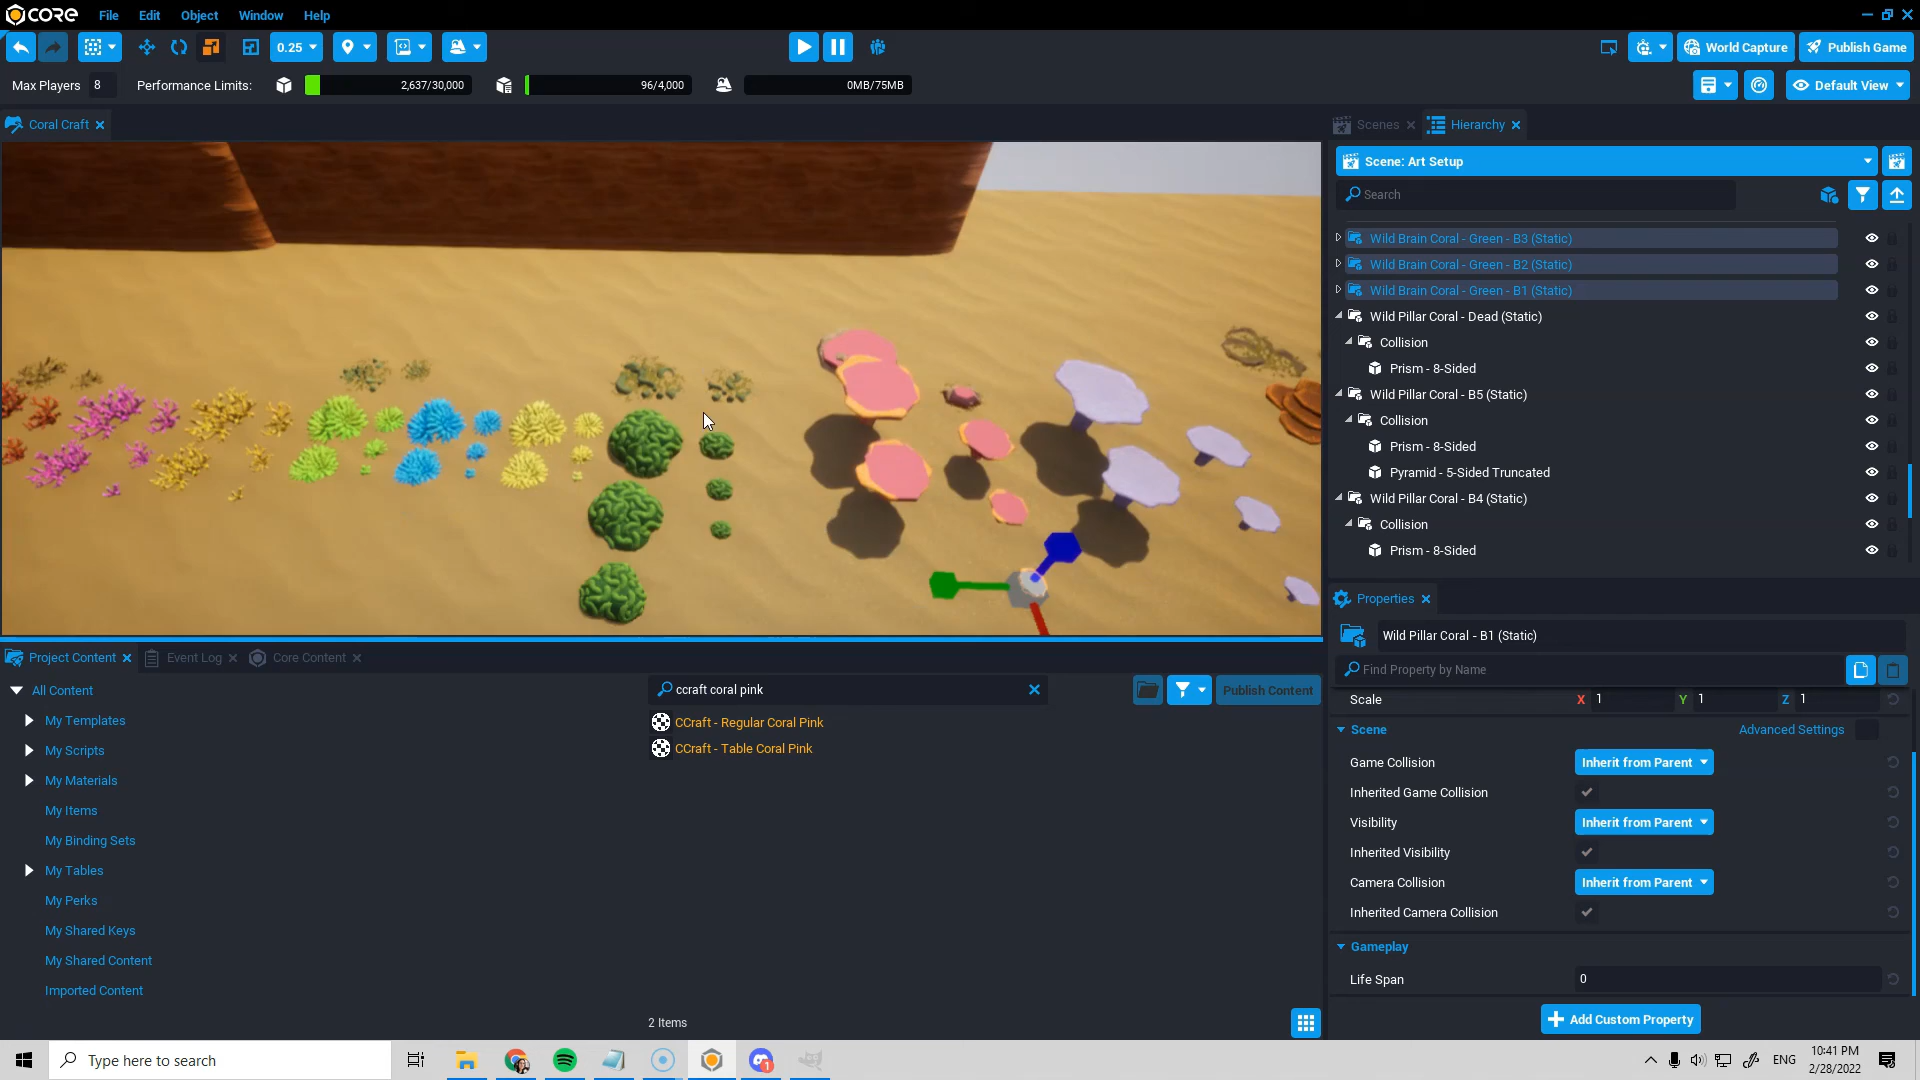 CORE File Edit Object Window Help
0.25 World Capture Publish Game
Max Players 8 Performance Limits: 2,637/30,000 96/4,000 0MB/75MB Default View
Coral Craft
Scenes Hierarchy
Scene: Art Setup
Search
Wild Brain Coral - Green - B3 (Static)
Wild Brain Coral - Green - B2 (Static)
Wild Brain Coral - Green - B1 (Static)
Wild Pillar Coral - Dead (Static)
Collision
Prism - 8-Sided
Wild Pillar Coral - B5 (Static)
Collision
Prism - 8-Sided
Pyramid - 5-Sided Truncated
Wild Pillar Coral - B4 (Static)
Collision
Prism - 8-Sided
Properties
Wild Pillar Coral - B1 (Static)
Find Property by Name
Scale X 1 Y 1 Z 1
Scene Advanced Settings
Game Collision Inherit from Parent
Inherited Game Collision
Visibility Inherit from Parent
Inherited Visibility
Camera Collision Inherit from Parent
Inherited Camera Collision
Gameplay
Life Span 0
Add Custom Property
Project Content Event Log Core Content
All Content
My Templates
My Scripts
My Materials
My Items
My Binding Sets
My Tables
My Perks
My Shared Keys
My Shared Content
Imported Content
ccraft coral pink
Publish Content
CCraft - Regular Coral Pink
CCraft - Table Coral Pink
2 Items
Type here to search
1
ENG
10:41 PM
2/28/2022